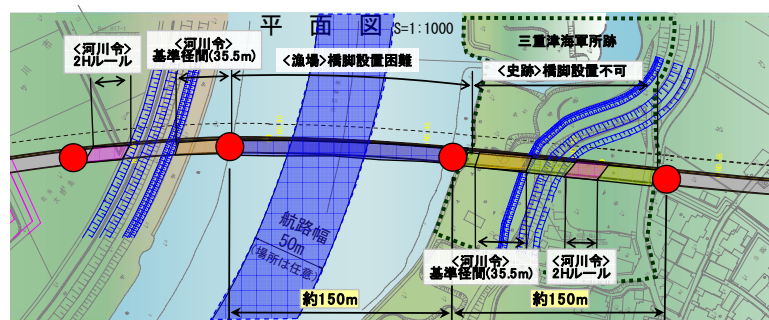 平面図 S=1:1000
三重津海軍所跡
<河川令>
2Hルール
<河川令>
基準径間(35.5m)
<漁場>橋脚設置困難
<史跡>橋脚設置不可
航路幅
50m
(場所は任意)
<河川令>
基準径間(35.5m)
<河川令>
2Hルール
約150m
約150m